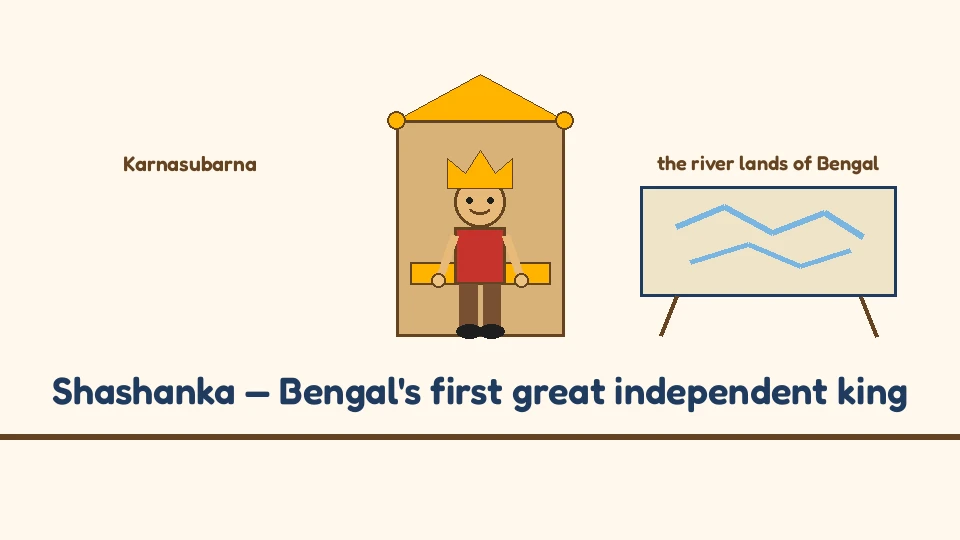 Karnasubarna
the river lands of Bengal
Shashanka — Bengal's first great independent king